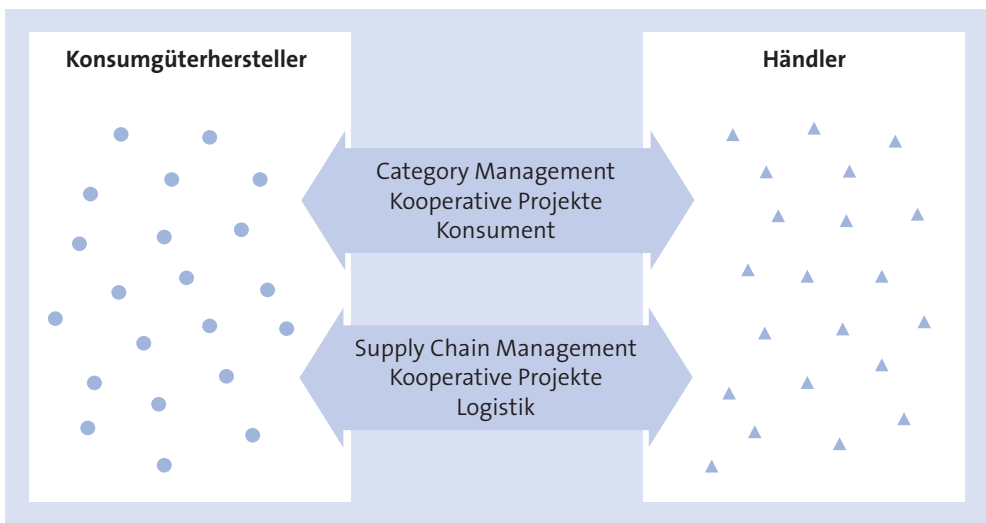 Konsumgüterhersteller
Händler
Category Management
Kooperative Projekte
Konsument
Supply Chain Management
Kooperative Projekte
Logistik